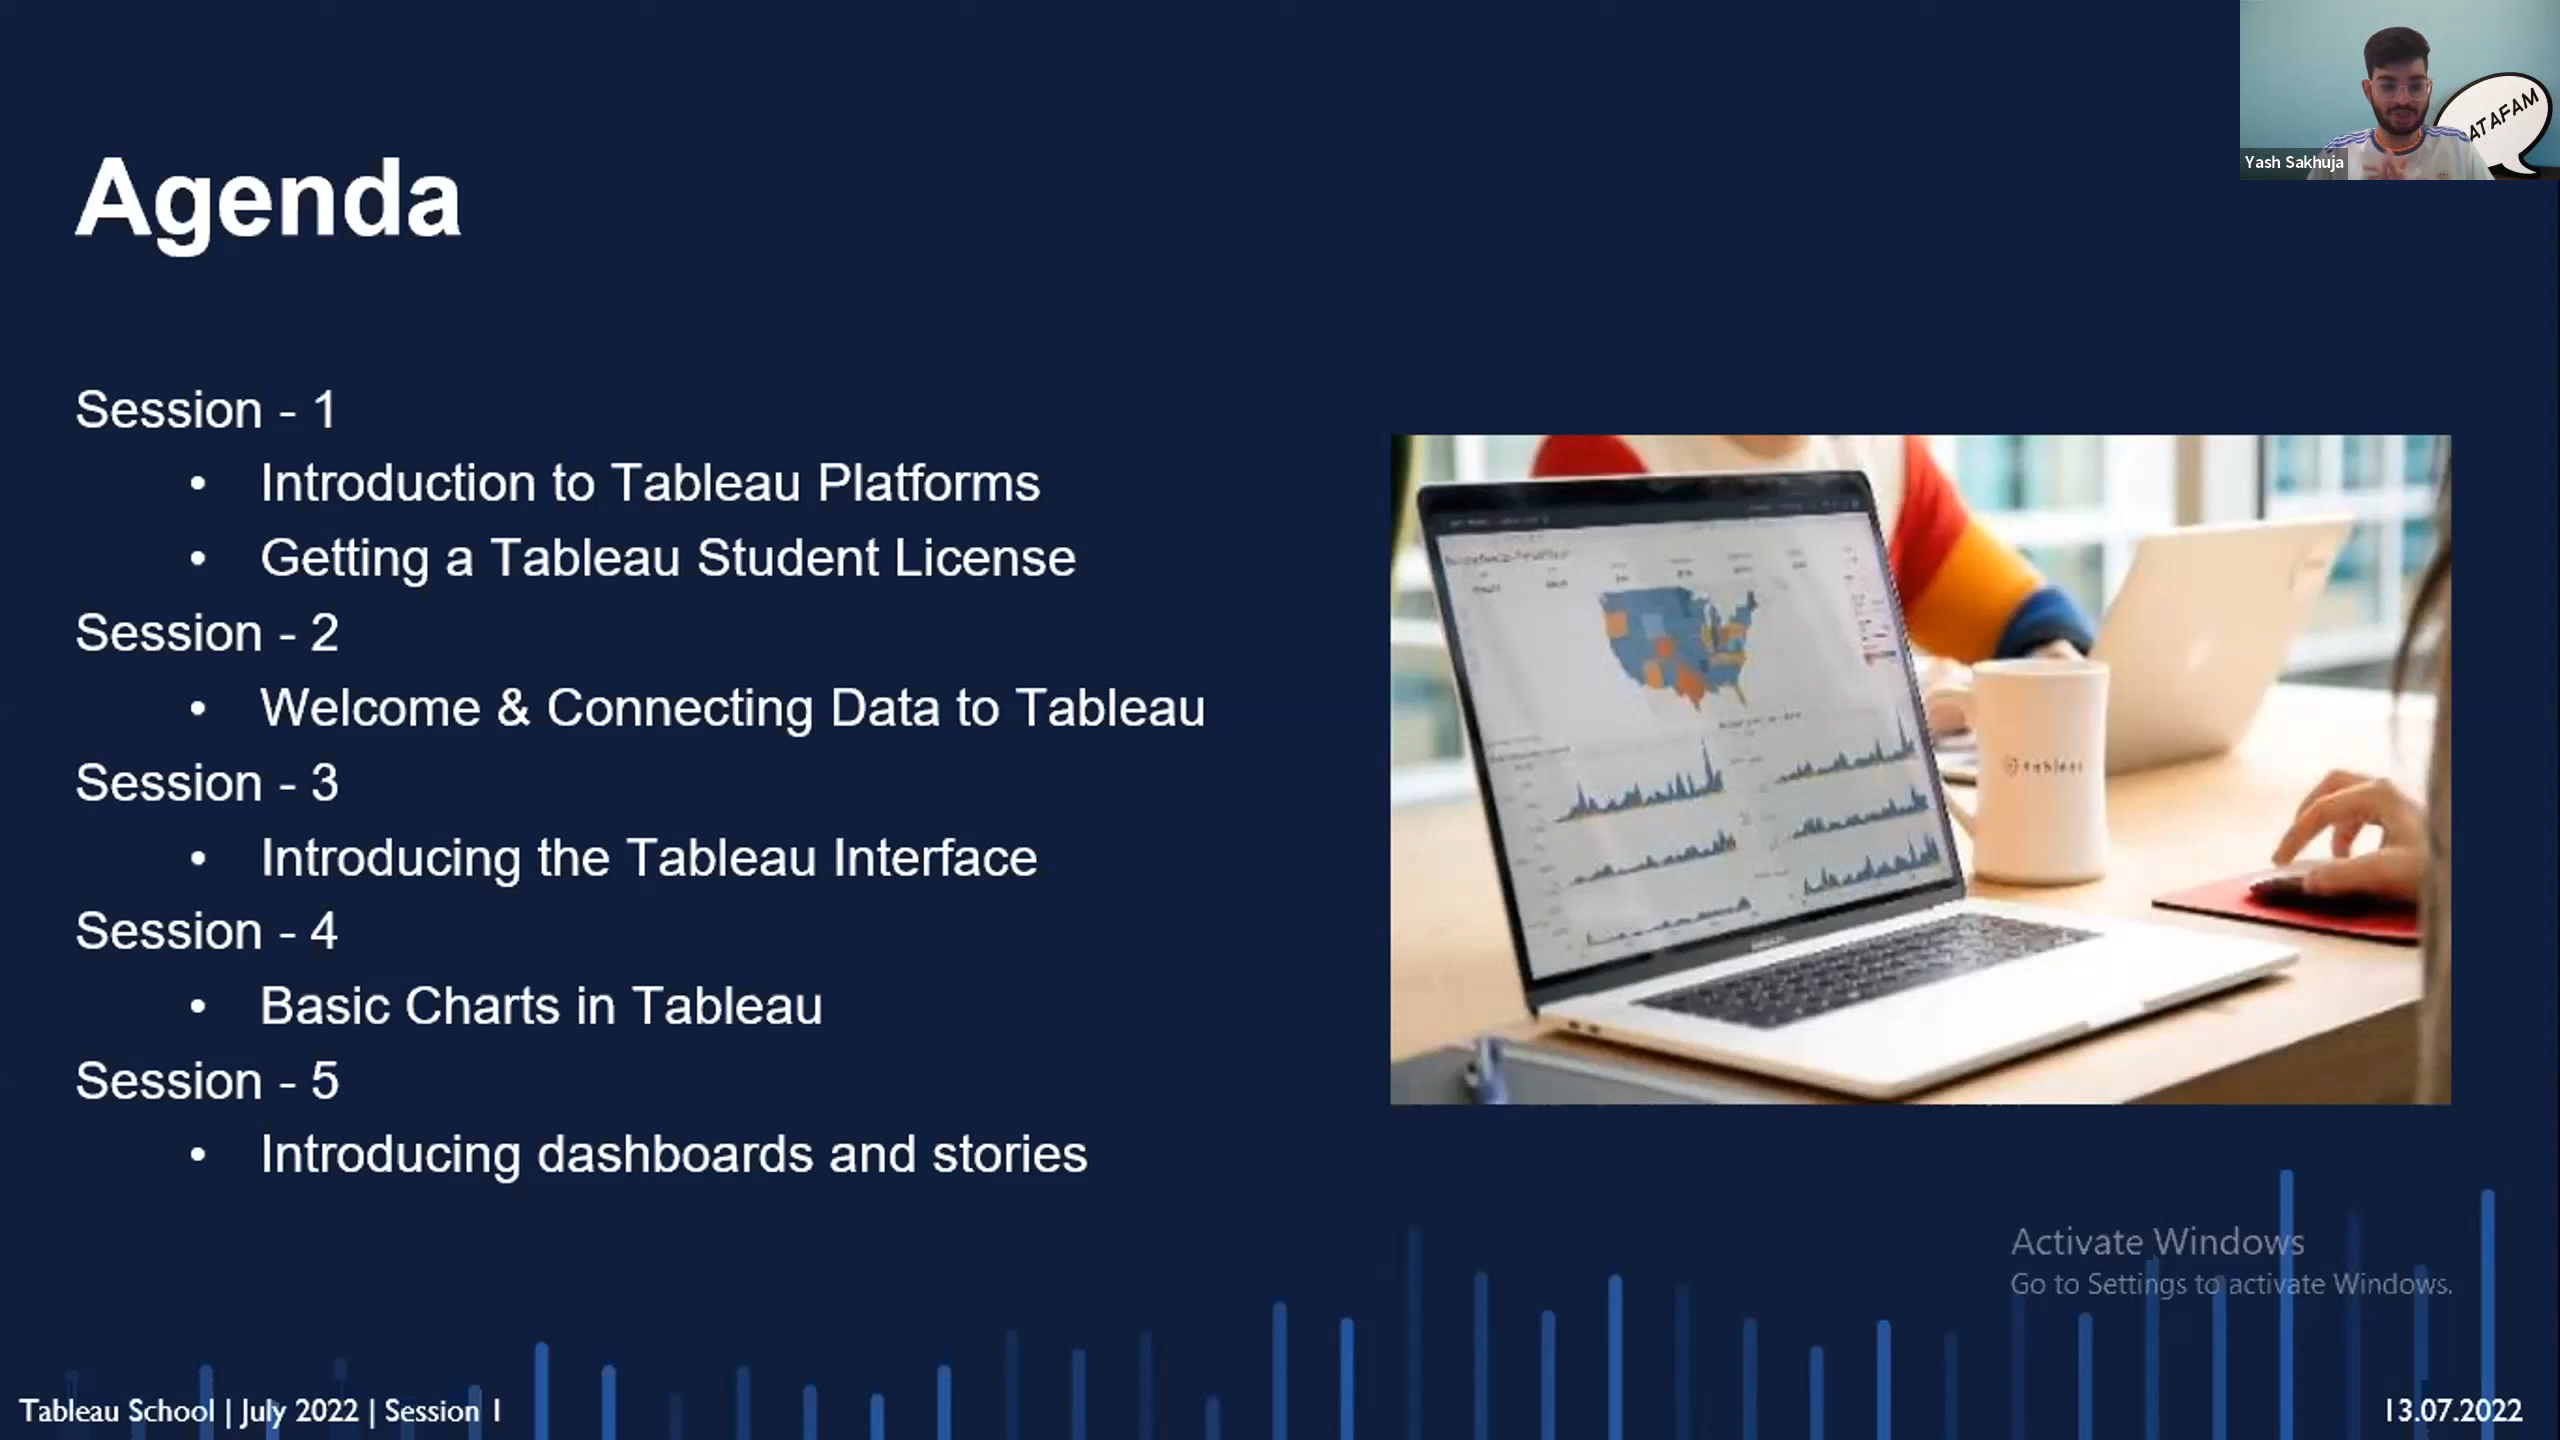 ATAFAM
Yash Sakhuja
Agenda
Session - 1
• Introduction to Tableau Platforms
• Getting a Tableau Student License
Session - 2
• Welcome & Connecting Data to Tableau
Session - 3
• Introducing the Tableau Interface
Session - 4
• Basic Charts in Tableau
Session - 5
• Introducing dashboards and stories
Activate Windows
Go to Settings to activate Windows.
Tableau School | July 2022 | Session 1
13.07.2022